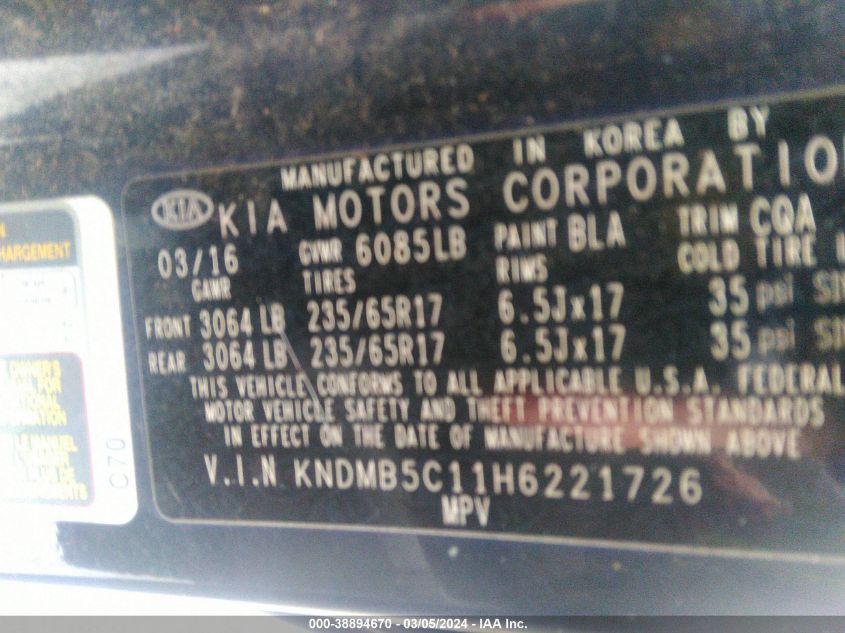 MANUFACTURED IN KOREA BY
KIA KIA MOTORS CORPORATION
03/16 GVWR 6085LB PAINT BLA TRIM CQA
GAWR TIRES RIMS COLD TIRE
FRONT 3064 LB 235/65R17 6.5Jx17 35 psi
REAR 3064 LB 235/65R17 6.5Jx17 35 psi
THIS VEHICLE CONFORMS TO ALL APPLICABLE U.S.A. FEDERAL
MOTOR VEHICLE SAFETY AND THEFT PREVENTION STANDARDS
IN EFFECT ON THE DATE OF MANUFACTURE SHOWN ABOVE
V.I.N KNDMB5C11H6221726
MPV
C70
OWNER'S
000-38894670 - 03/05/2024 - IAA Inc.